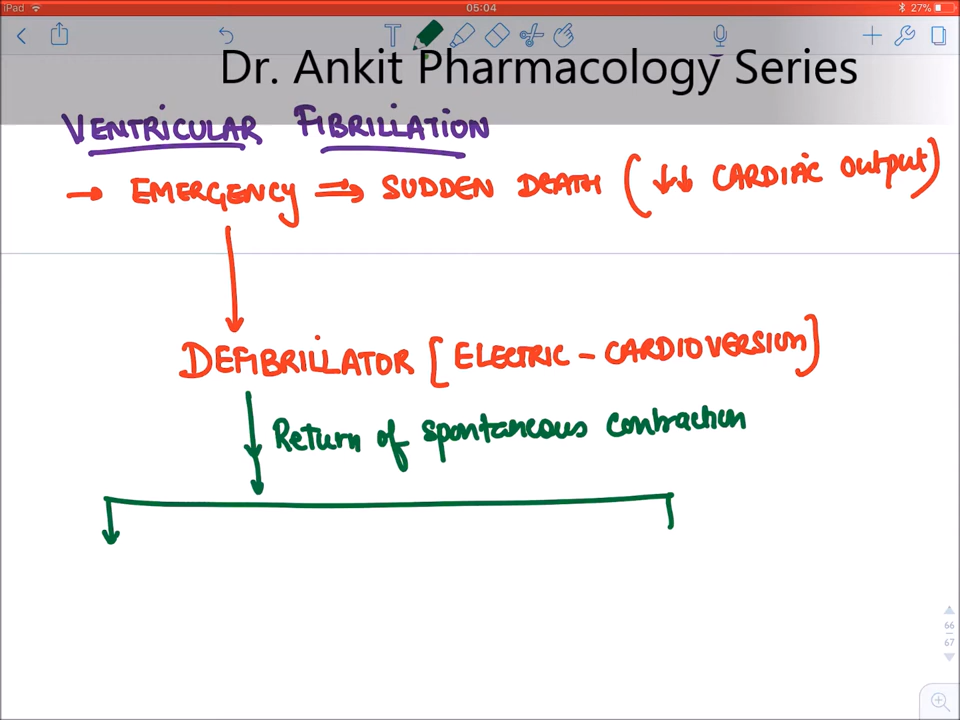 iPad 05:04 27%
T
Dr. Ankit Pharmacology Series
VENTRICULAR FIBRILLATION
→ EMERGENCY ⇒ SUDDEN DEATH (↓↓ CARDIAC output)
DEFIBRILLATOR [ELECTRIC - CARDIOVERSION]
Return of spontaneous contraction
66
67